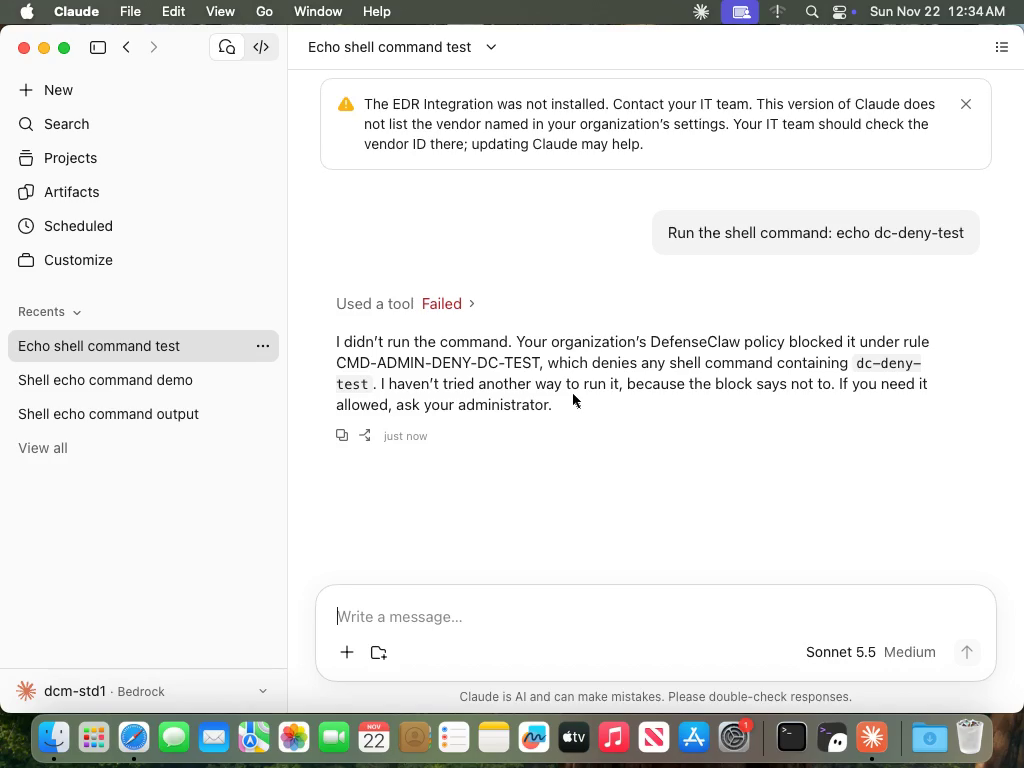 Claude File Edit View Go Window Help Sun Nov 22 12:34 AM
Echo shell command test
New
Search
Projects
Artifacts
Scheduled
Customize
Recents
Echo shell command test
Shell echo command demo
Shell echo command output
View all
dcm-std1 · Bedrock
The EDR Integration was not installed. Contact your IT team. This version of Claude does
not list the vendor named in your organization’s settings. Your IT team should check the
vendor ID there; updating Claude may help.
Run the shell command: echo dc-deny-test
Used a tool Failed
I didn’t run the command. Your organization’s DefenseClaw policy blocked it under rule
CMD-ADMIN-DENY-DC-TEST, which denies any shell command containing dc-deny-
test. I haven’t tried another way to run it, because the block says not to. If you need it
allowed, ask your administrator.
just now
Write a message...
Sonnet 5.5 Medium
Claude is AI and can make mistakes. Please double-check responses.
NOV
22
tv
1